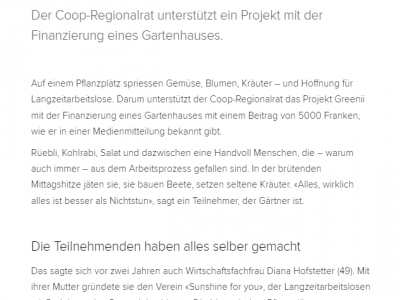 Der Coop-Regionalrat unterstützt ein Projekt mit der
Finanzierung eines Gartenhauses.
Auf einem Pflanzplätz spriessen Gemüse, Blumen, Kräuter – und Hoffnung für
Langzeitarbeitslose. Darum unterstützt der Coop-Regionalrat das Projekt Greenii
mit der Finanzierung eines Gartenhauses mit einem Beitrag von 5000 Franken,
wie er in einer Medienmitteilung bekannt gibt.
Rüebli, Kohlrabi, Salat und dazwischen eine Handvoll Menschen, die – warum
auch immer – aus dem Arbeitsprozess gefallen sind. In der brütenden
Mittagshitze jäten sie, sie bauen Beete, setzen seltene Kräuter. «Alles, wirklich
alles ist besser als Nichtstun», sagt ein Teilnehmer, der Gärtner ist.
Die Teilnehmenden haben alles selber gemacht
Das sagte sich vor zwei Jahren auch Wirtschaftsfachfrau Diana Hofstetter (49). Mit
ihrer Mutter gründete sie den Verein «Sunshine for you», der Langzeitarbeitslosen